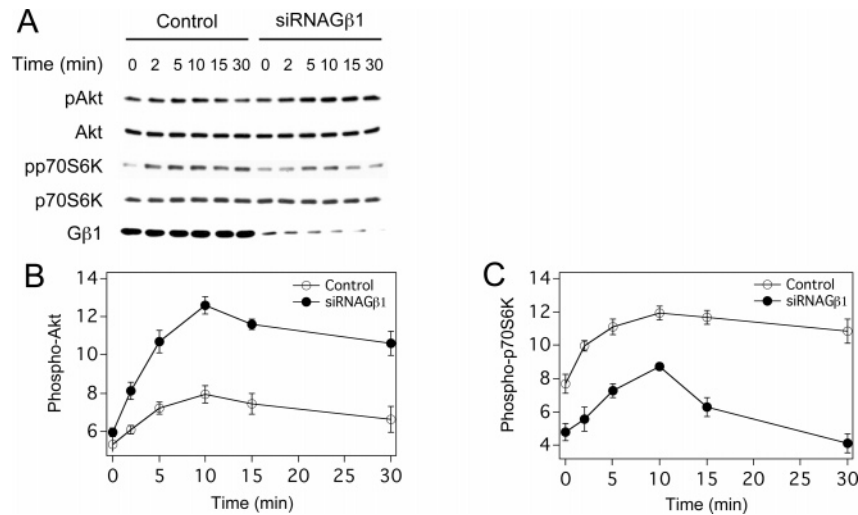 A
Control siRNAGβ1
Time (min) 0 2 5 10 15 30 0 2 5 10 15 30
pAkt
Akt
pp70S6K
p70S6K
Gβ1
B
Phospho-Akt
14
12
10
8
6
Control
siRNAGβ1
0 5 10 15 20 25 30
Time (min)
C
Phospho-p70S6K
14
12
10
8
6
4
Control
siRNAGβ1
0 5 10 15 20 25 30
Time (min)